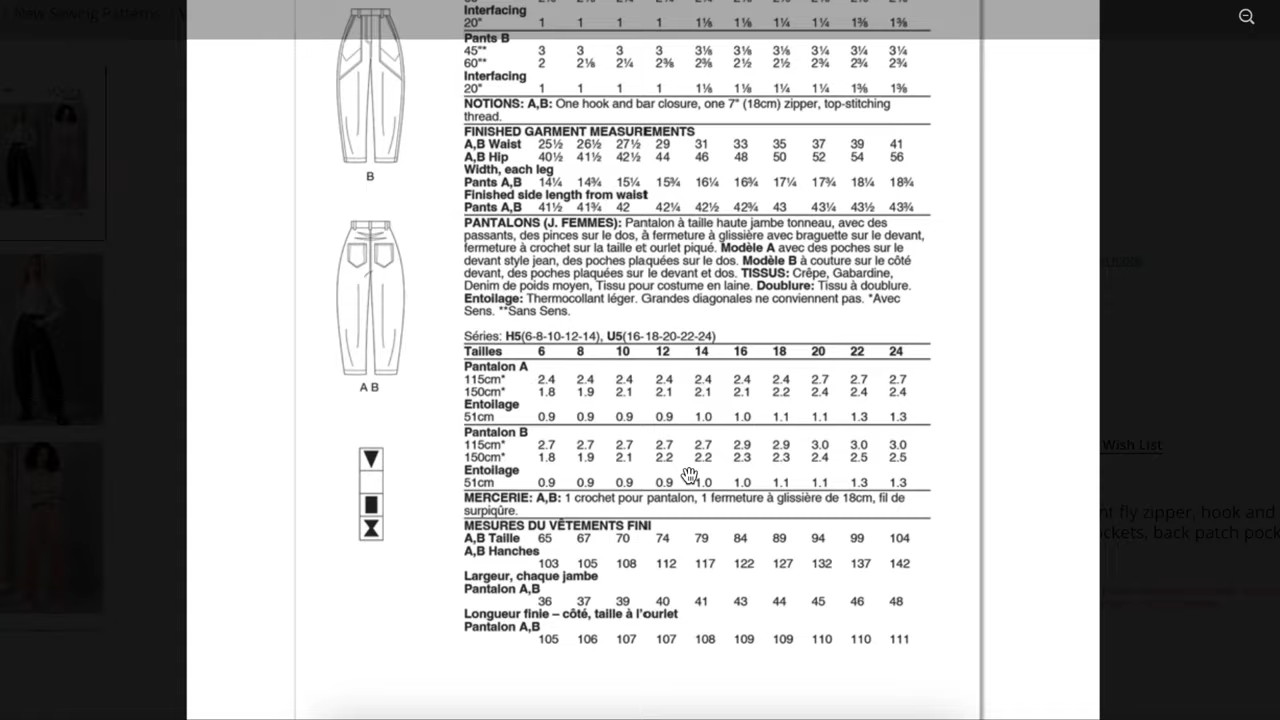 New Sewing Patterns
Interfacing
20" 1 1 1 1 1⅛ 1⅛ 1¼ 1¼ 1⅜ 1⅜
Pants B
45"** 3 3 3 3 3⅛ 3⅛ 3⅛ 3¼ 3¼ 3¼
60"** 2 2⅛ 2¼ 2⅜ 2⅜ 2½ 2½ 2¾ 2¾ 2¾
Interfacing
20" 1 1 1 1 1⅛ 1⅛ 1¼ 1¼ 1⅜ 1⅜
NOTIONS: A,B: One hook and bar closure, one 7" (18cm) zipper, top-stitching
thread.
FINISHED GARMENT MEASUREMENTS
A,B Waist 25½ 26½ 27½ 29 31 33 35 37 39 41
A,B Hip 40½ 41½ 42½ 44 46 48 50 52 54 56
Width, each leg
Pants A,B 14¼ 14¾ 15¼ 15¾ 16¼ 16¾ 17¼ 17¾ 18¼ 18¾
Finished side length from waist
Pants A,B 41½ 41¾ 42 42¼ 42½ 42¾ 43 43¼ 43½ 43¾
B
PANTALONS (J. FEMMES): Pantalon à taille haute jambe tonneau, avec des
passants, des pinces sur le dos, à fermeture à glissière avec braguette sur le devant,
fermeture à crochet sur la taille et ourlet piqué. Modèle A avec des poches sur le
devant style jean, des poches plaquées sur le dos. Modèle B à couture sur le côté
devant, des poches plaquées sur le devant et dos. TISSUS: Crêpe, Gabardine,
Denim de poids moyen, Tissu pour costume en laine. Doublure: Tissu à doublure.
Entoilage: Thermocollant léger. Grandes diagonales ne conviennent pas. *Avec
Sens. **Sans Sens.
Séries: H5(6-8-10-12-14), U5(16-18-20-22-24)
Tailles 6 8 10 12 14 16 18 20 22 24
Pantalon A
115cm* 2.4 2.4 2.4 2.4 2.4 2.4 2.4 2.7 2.7 2.7
150cm* 1.8 1.9 2.1 2.1 2.1 2.1 2.2 2.4 2.4 2.4
Entoilage
51cm 0.9 0.9 0.9 0.9 1.0 1.0 1.1 1.1 1.3 1.3
A B
Pantalon B
115cm* 2.7 2.7 2.7 2.7 2.7 2.9 2.9 3.0 3.0 3.0
150cm* 1.8 1.9 2.1 2.2 2.2 2.3 2.3 2.4 2.5 2.5
Entoilage
51cm 0.9 0.9 0.9 0.9 1.0 1.0 1.1 1.1 1.3 1.3
MERCERIE: A,B: 1 crochet pour pantalon, 1 fermeture à glissière de 18cm, fil de
surpiqûre.
MESURES DU VÊTEMENTS FINI
A,B Taille 65 67 70 74 79 84 89 94 99 104
A,B Hanches
103 105 108 112 117 122 127 132 137 142
Largeur, chaque jambe
Pantalon A,B
36 37 39 40 41 43 44 45 46 48
Longueur finie – côté, taille à l'ourlet
Pantalon A,B
105 106 107 107 108 109 109 110 110 111
Wish List
nt fly zipper, hook and
ckets, back patch pock